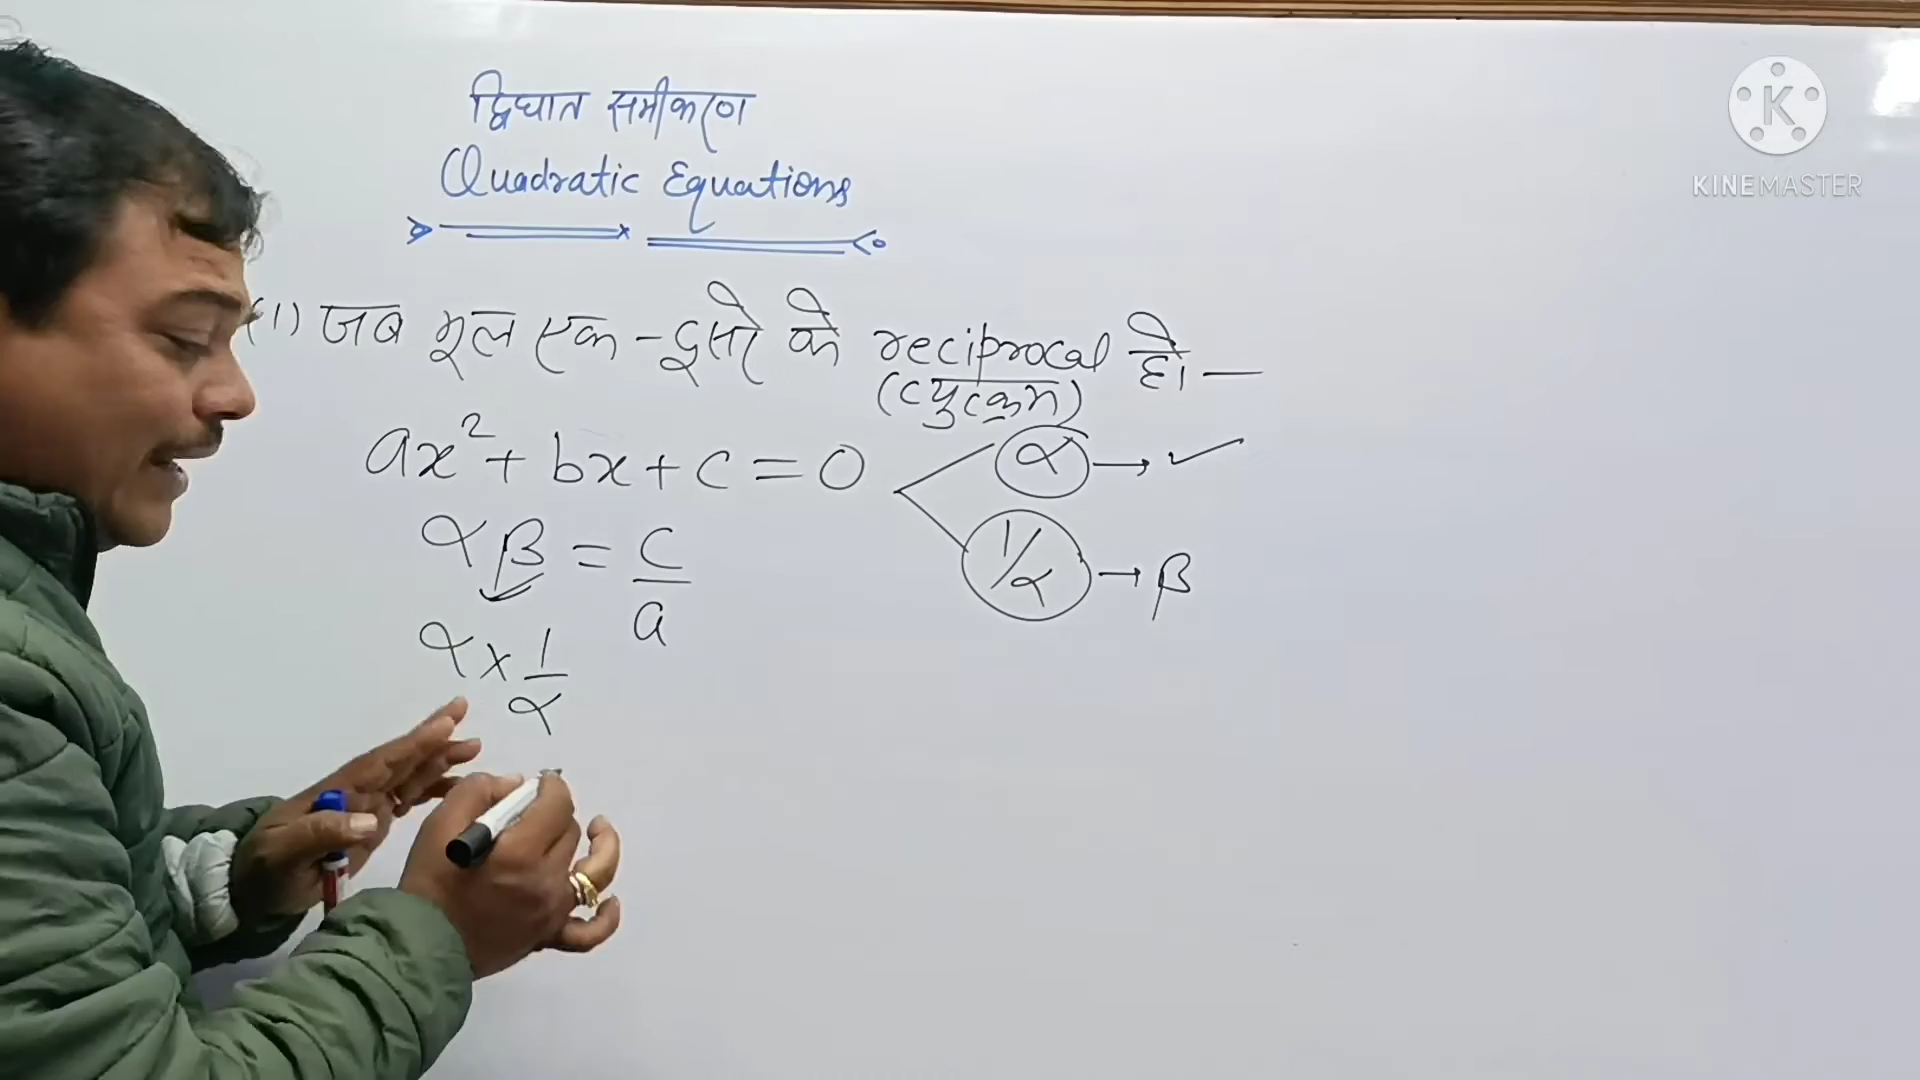 द्विघात समीकरण
Quadratic Equations
(1) जब मूल एक-दूसरे के reciprocal हो —
(व्युत्क्रम)
ax² + bx + c = 0
α → ✓
1/α → β
αβ = c/a
α × 1/α
K
KINEMASTER